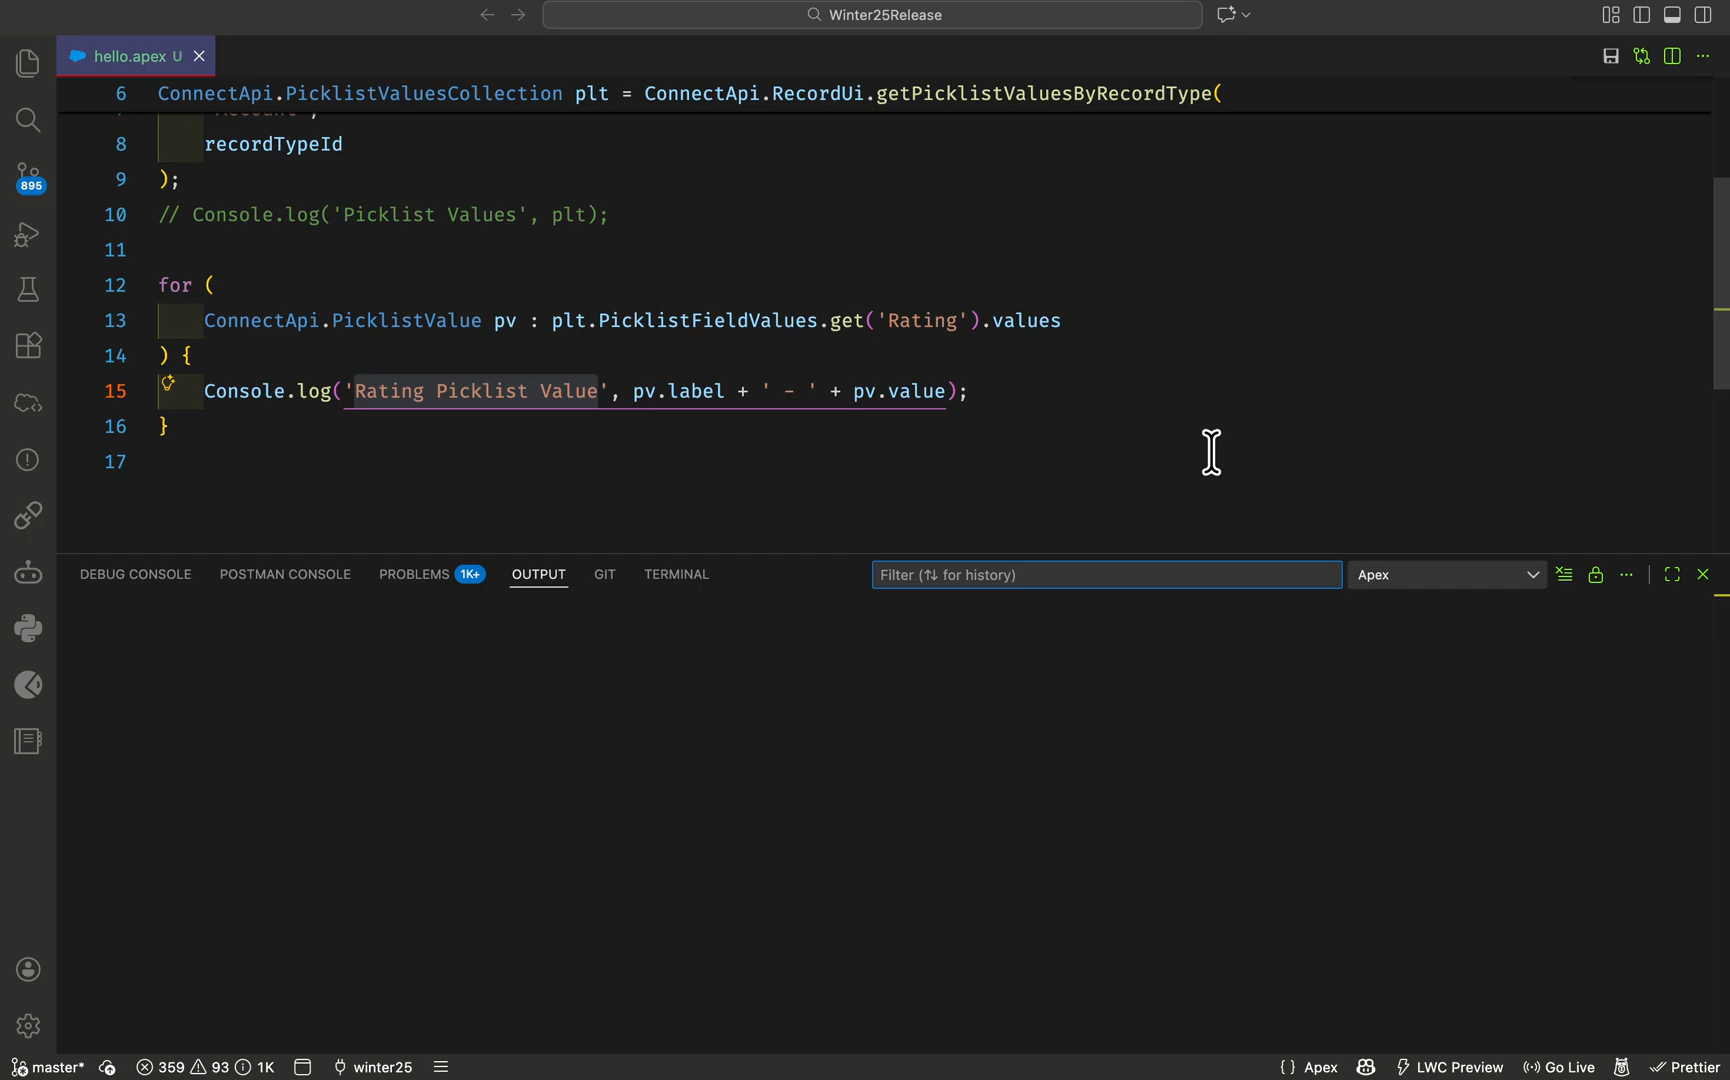 Winter25Release
hello.apex U
6 ConnectApi.PicklistValuesCollection plt = ConnectApi.RecordUi.getPicklistValuesByRecordType(
8 recordTypeId
9 );
10 // Console.log('Picklist Values', plt);
11
12 for (
13 ConnectApi.PicklistValue pv : plt.PicklistFieldValues.get('Rating').values
14 ) {
15 Console.log('Rating Picklist Value', pv.label + ' - ' + pv.value);
16 }
17
895
DEBUG CONSOLE POSTMAN CONSOLE PROBLEMS 1K+ OUTPUT GIT TERMINAL Filter (⇅ for history) Apex
master* 359 93 1K winter25 { } Apex LWC Preview Go Live Prettier